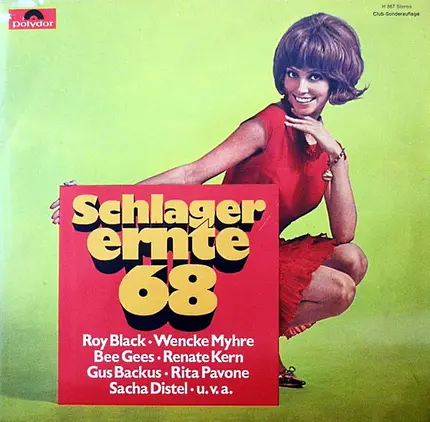 polydor
H 867 Stereo
Club-Sonderauflage
Schlager
ernte
68
Roy Black · Wencke Myhre
Bee Gees · Renate Kern
Gus Backus · Rita Pavone
Sacha Distel · u.v.a.